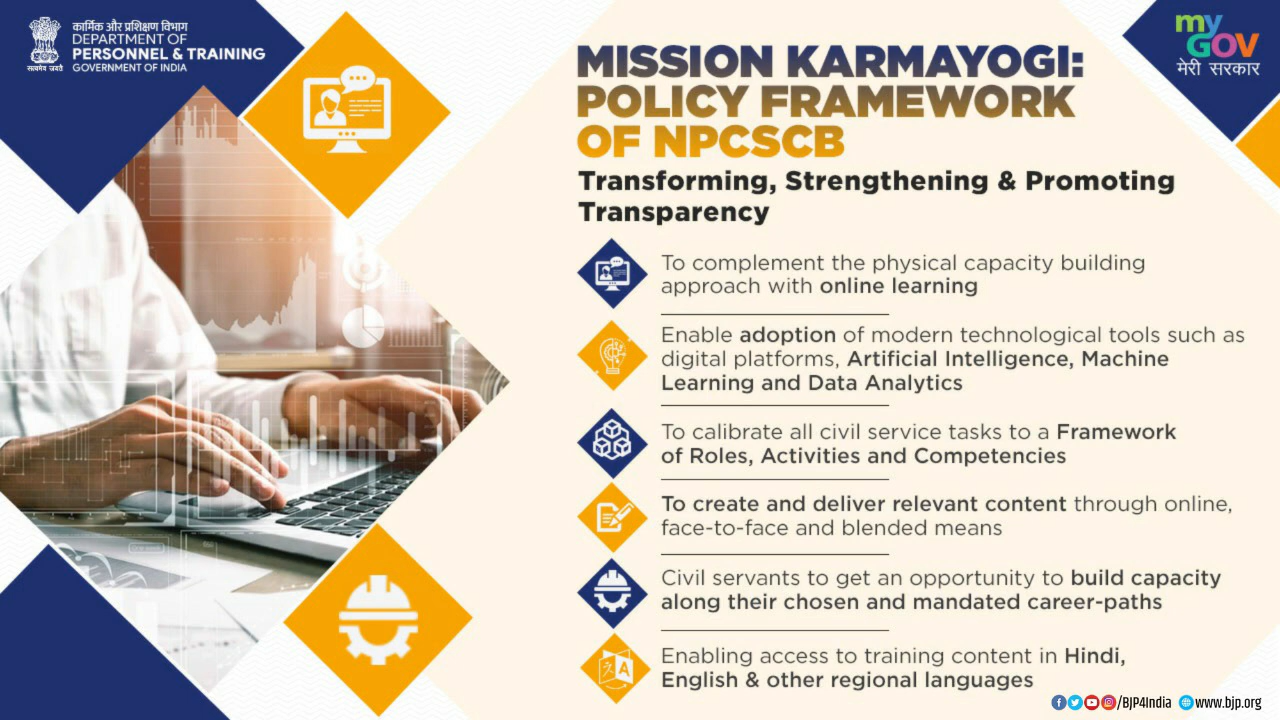 कार्मिक और प्रशिक्षण विभाग
DEPARTMENT OF
PERSONNEL & TRAINING
GOVERNMENT OF INDIA
सत्यमेव जयते
my
GOV
मेरी सरकार
MISSION KARMAYOGI:
POLICY FRAMEWORK
OF NPCSCB
Transforming, Strengthening & Promoting
Transparency
To complement the physical capacity building
approach with online learning
Enable adoption of modern technological tools such as
digital platforms, Artificial Intelligence, Machine
Learning and Data Analytics
To calibrate all civil service tasks to a Framework
of Roles, Activities and Competencies
To create and deliver relevant content through online,
face-to-face and blended means
Civil servants to get an opportunity to build capacity
along their chosen and mandated career-paths
Enabling access to training content in Hindi,
English & other regional languages
/BJP4India www.bjp.org